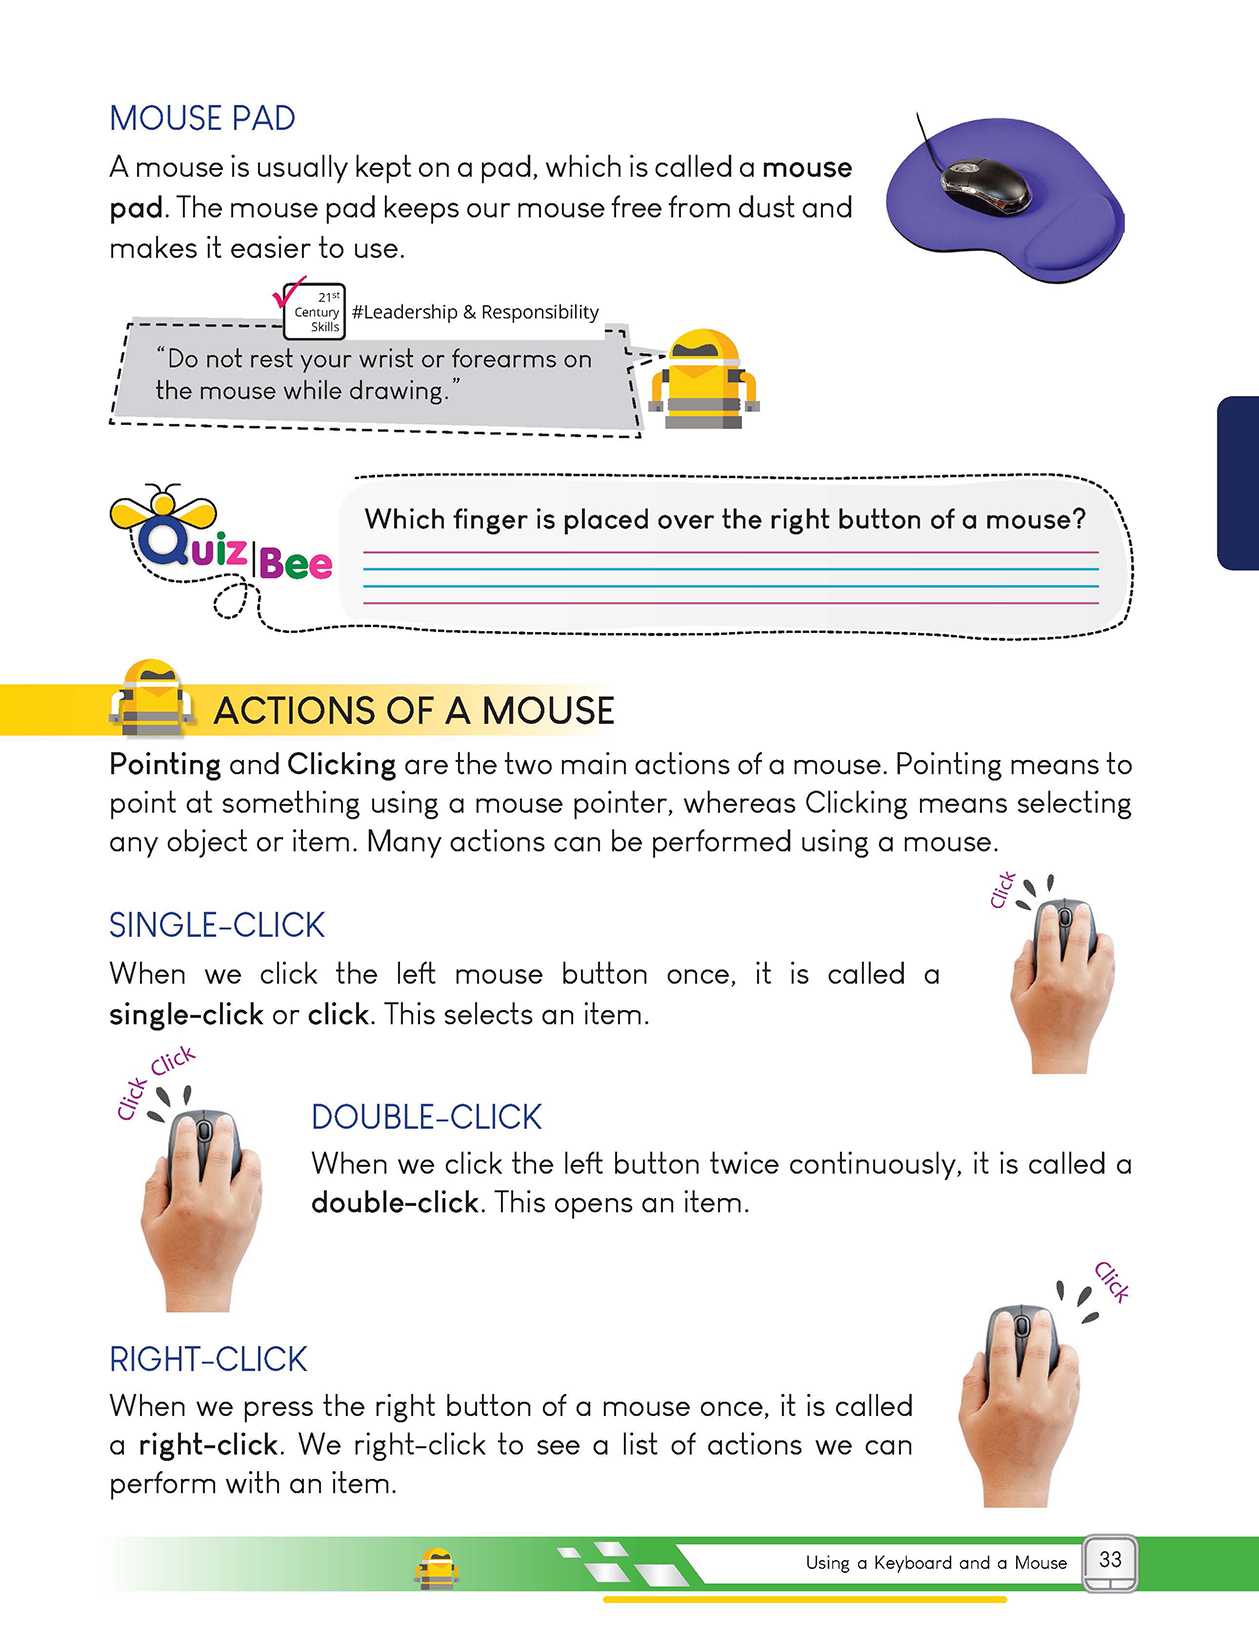 MOUSE PAD
A mouse is usually kept on a pad, which is called a mouse
pad. The mouse pad keeps our mouse free from dust and
makes it easier to use.
21st
Century
Skills
#Leadership & Responsibility
“Do not rest your wrist or forearms on
the mouse while drawing.”
Quiz Bee
Which finger is placed over the right button of a mouse?
ACTIONS OF A MOUSE
Pointing and Clicking are the two main actions of a mouse. Pointing means to
point at something using a mouse pointer, whereas Clicking means selecting
any object or item. Many actions can be performed using a mouse.
Click
SINGLE-CLICK
When we click the left mouse button once, it is called a
single-click or click. This selects an item.
Click Click
DOUBLE-CLICK
When we click the left button twice continuously, it is called a
double-click. This opens an item.
Click
RIGHT-CLICK
When we press the right button of a mouse once, it is called
a right-click. We right-click to see a list of actions we can
perform with an item.
Using a Keyboard and a Mouse 33